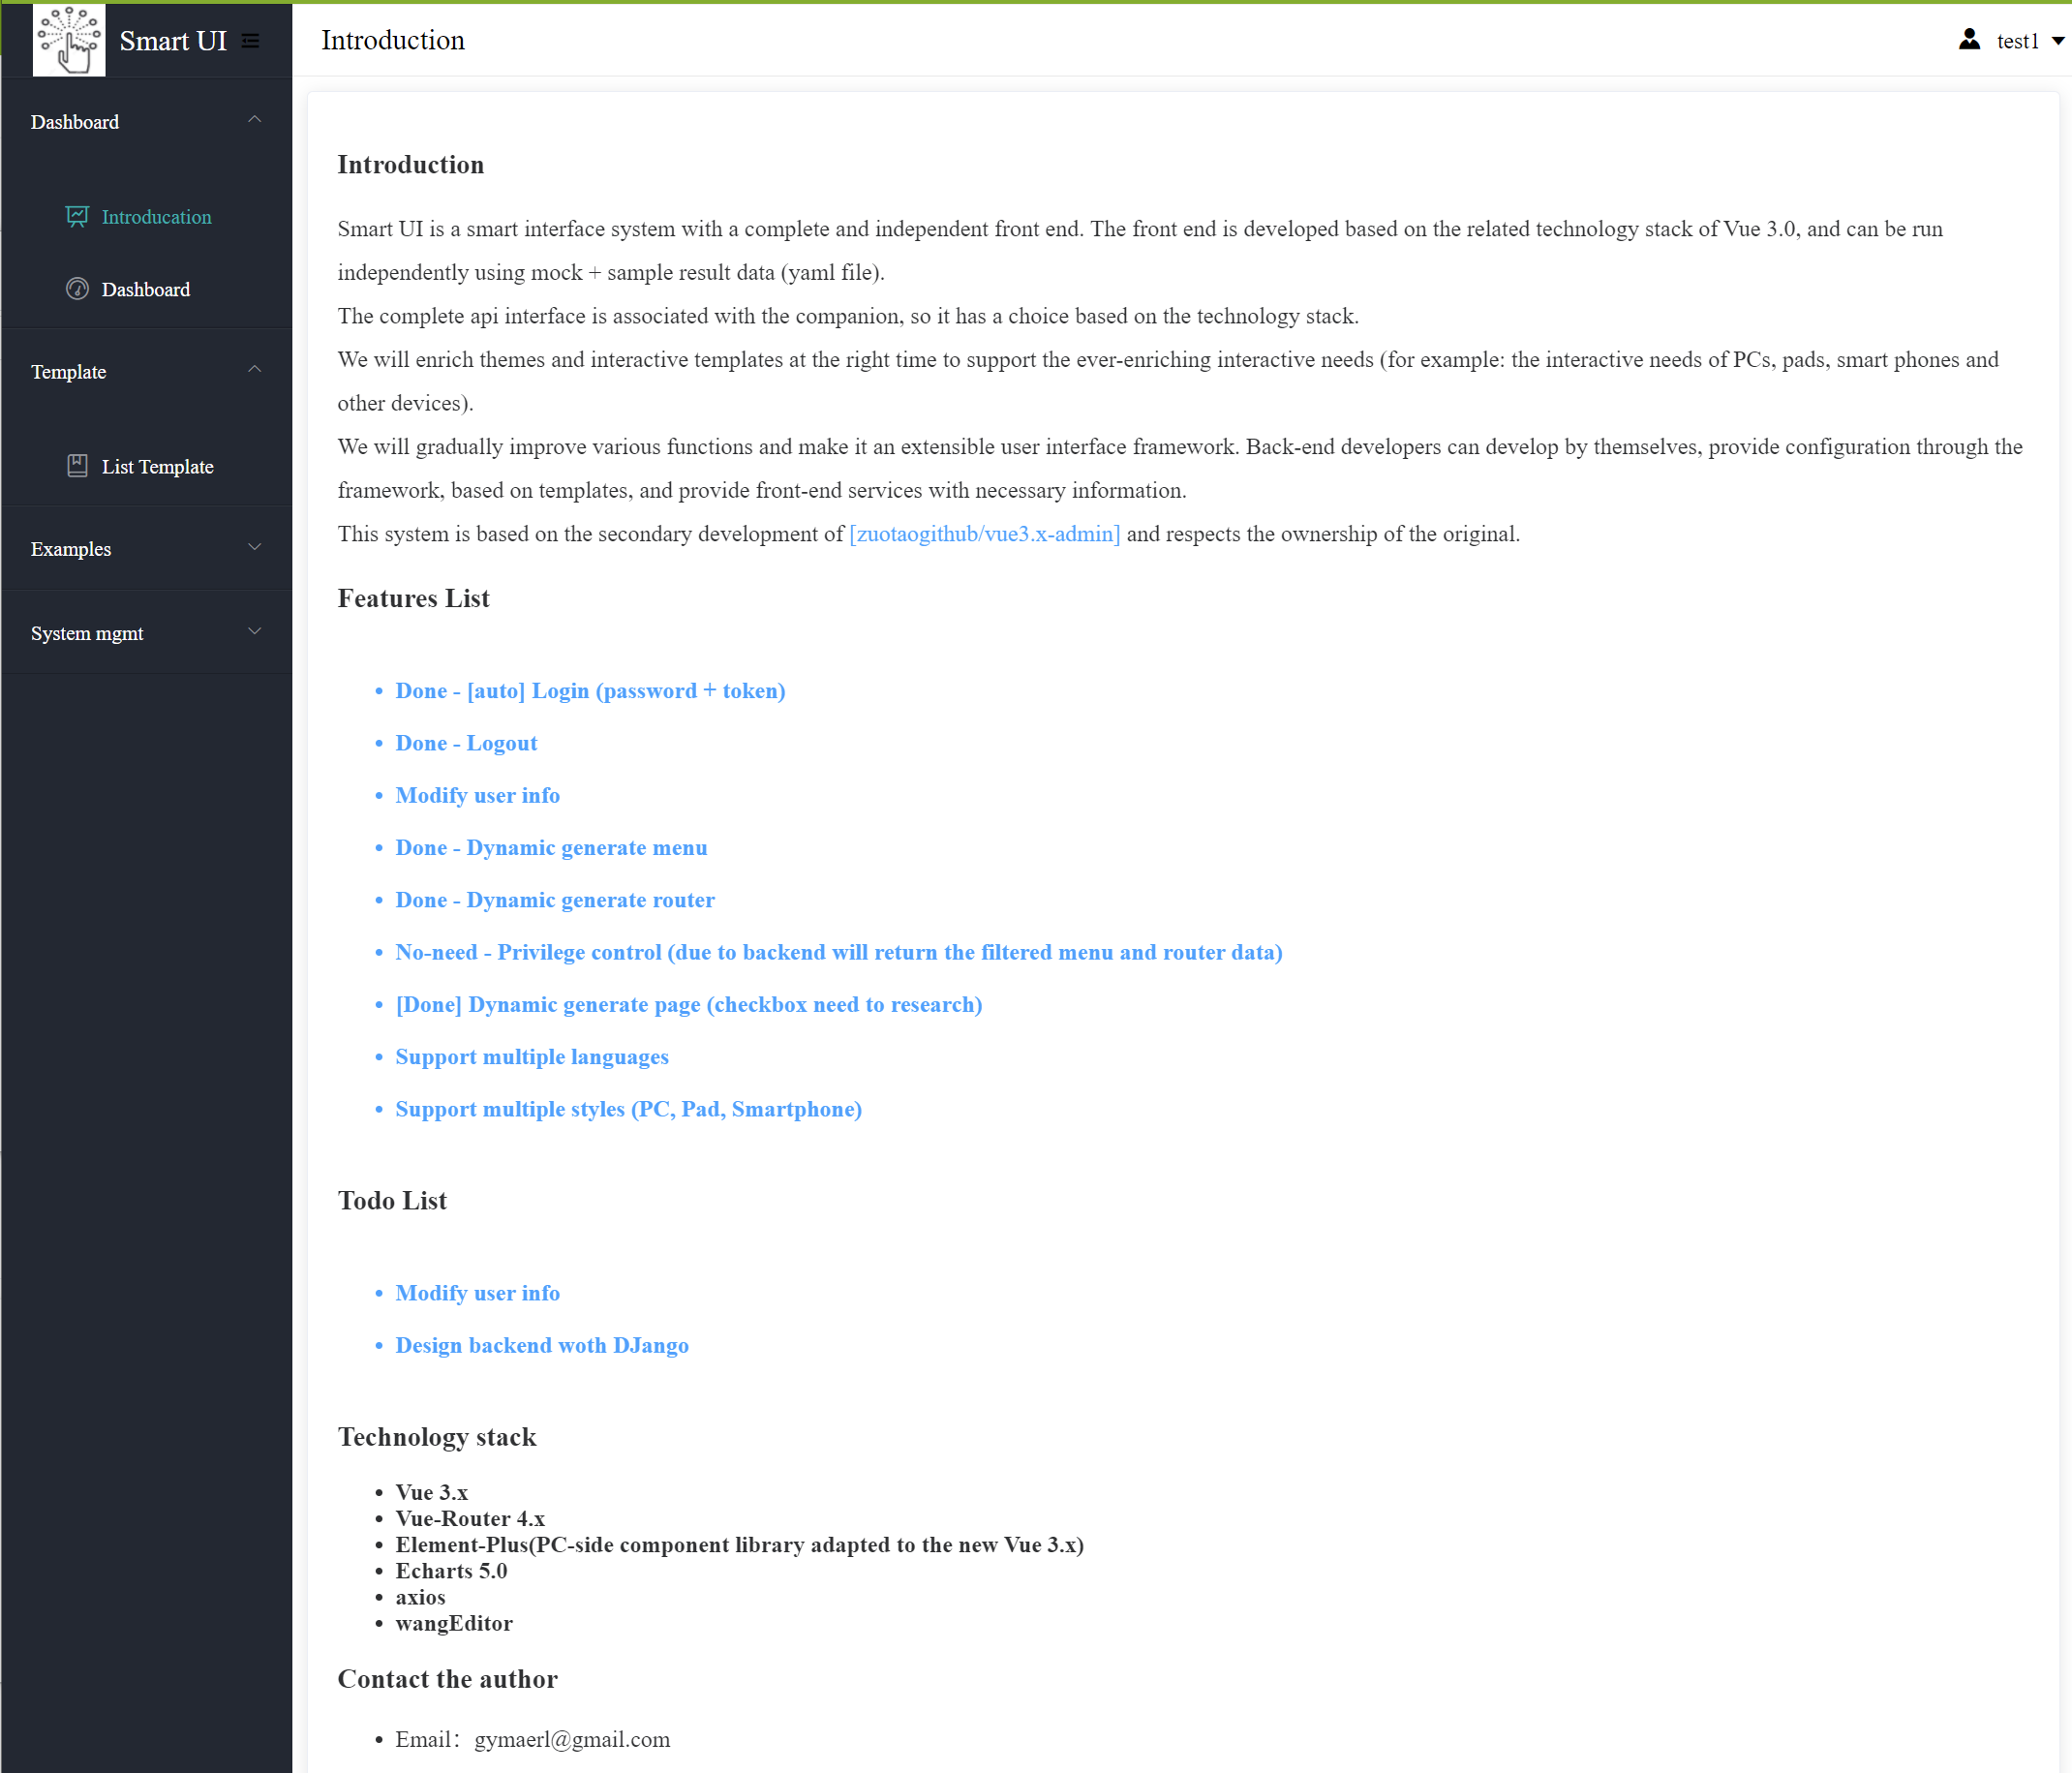 Smart UI
Introduction
test1
Dashboard
Introducation
Dashboard
Template
List Template
Examples
System mgmt
Introduction
Smart UI is a smart interface system with a complete and independent front end. The front end is developed based on the related technology stack of Vue 3.0, and can be run
independently using mock + sample result data (yaml file).
The complete api interface is associated with the companion, so it has a choice based on the technology stack.
We will enrich themes and interactive templates at the right time to support the ever-enriching interactive needs (for example: the interactive needs of PCs, pads, smart phones and
other devices).
We will gradually improve various functions and make it an extensible user interface framework. Back-end developers can develop by themselves, provide configuration through the
framework, based on templates, and provide front-end services with necessary information.
This system is based on the secondary development of [zuotaogithub/vue3.x-admin] and respects the ownership of the original.
Features List
• Done - [auto] Login (password + token)
• Done - Logout
• Modify user info
• Done - Dynamic generate menu
• Done - Dynamic generate router
• No-need - Privilege control (due to backend will return the filtered menu and router data)
• [Done] Dynamic generate page (checkbox need to research)
• Support multiple languages
• Support multiple styles (PC, Pad, Smartphone)
Todo List
• Modify user info
• Design backend woth DJango
Technology stack
• Vue 3.x
• Vue-Router 4.x
• Element-Plus(PC-side component library adapted to the new Vue 3.x)
• Echarts 5.0
• axios
• wangEditor
Contact the author
• Email：gymaerl@gmail.com